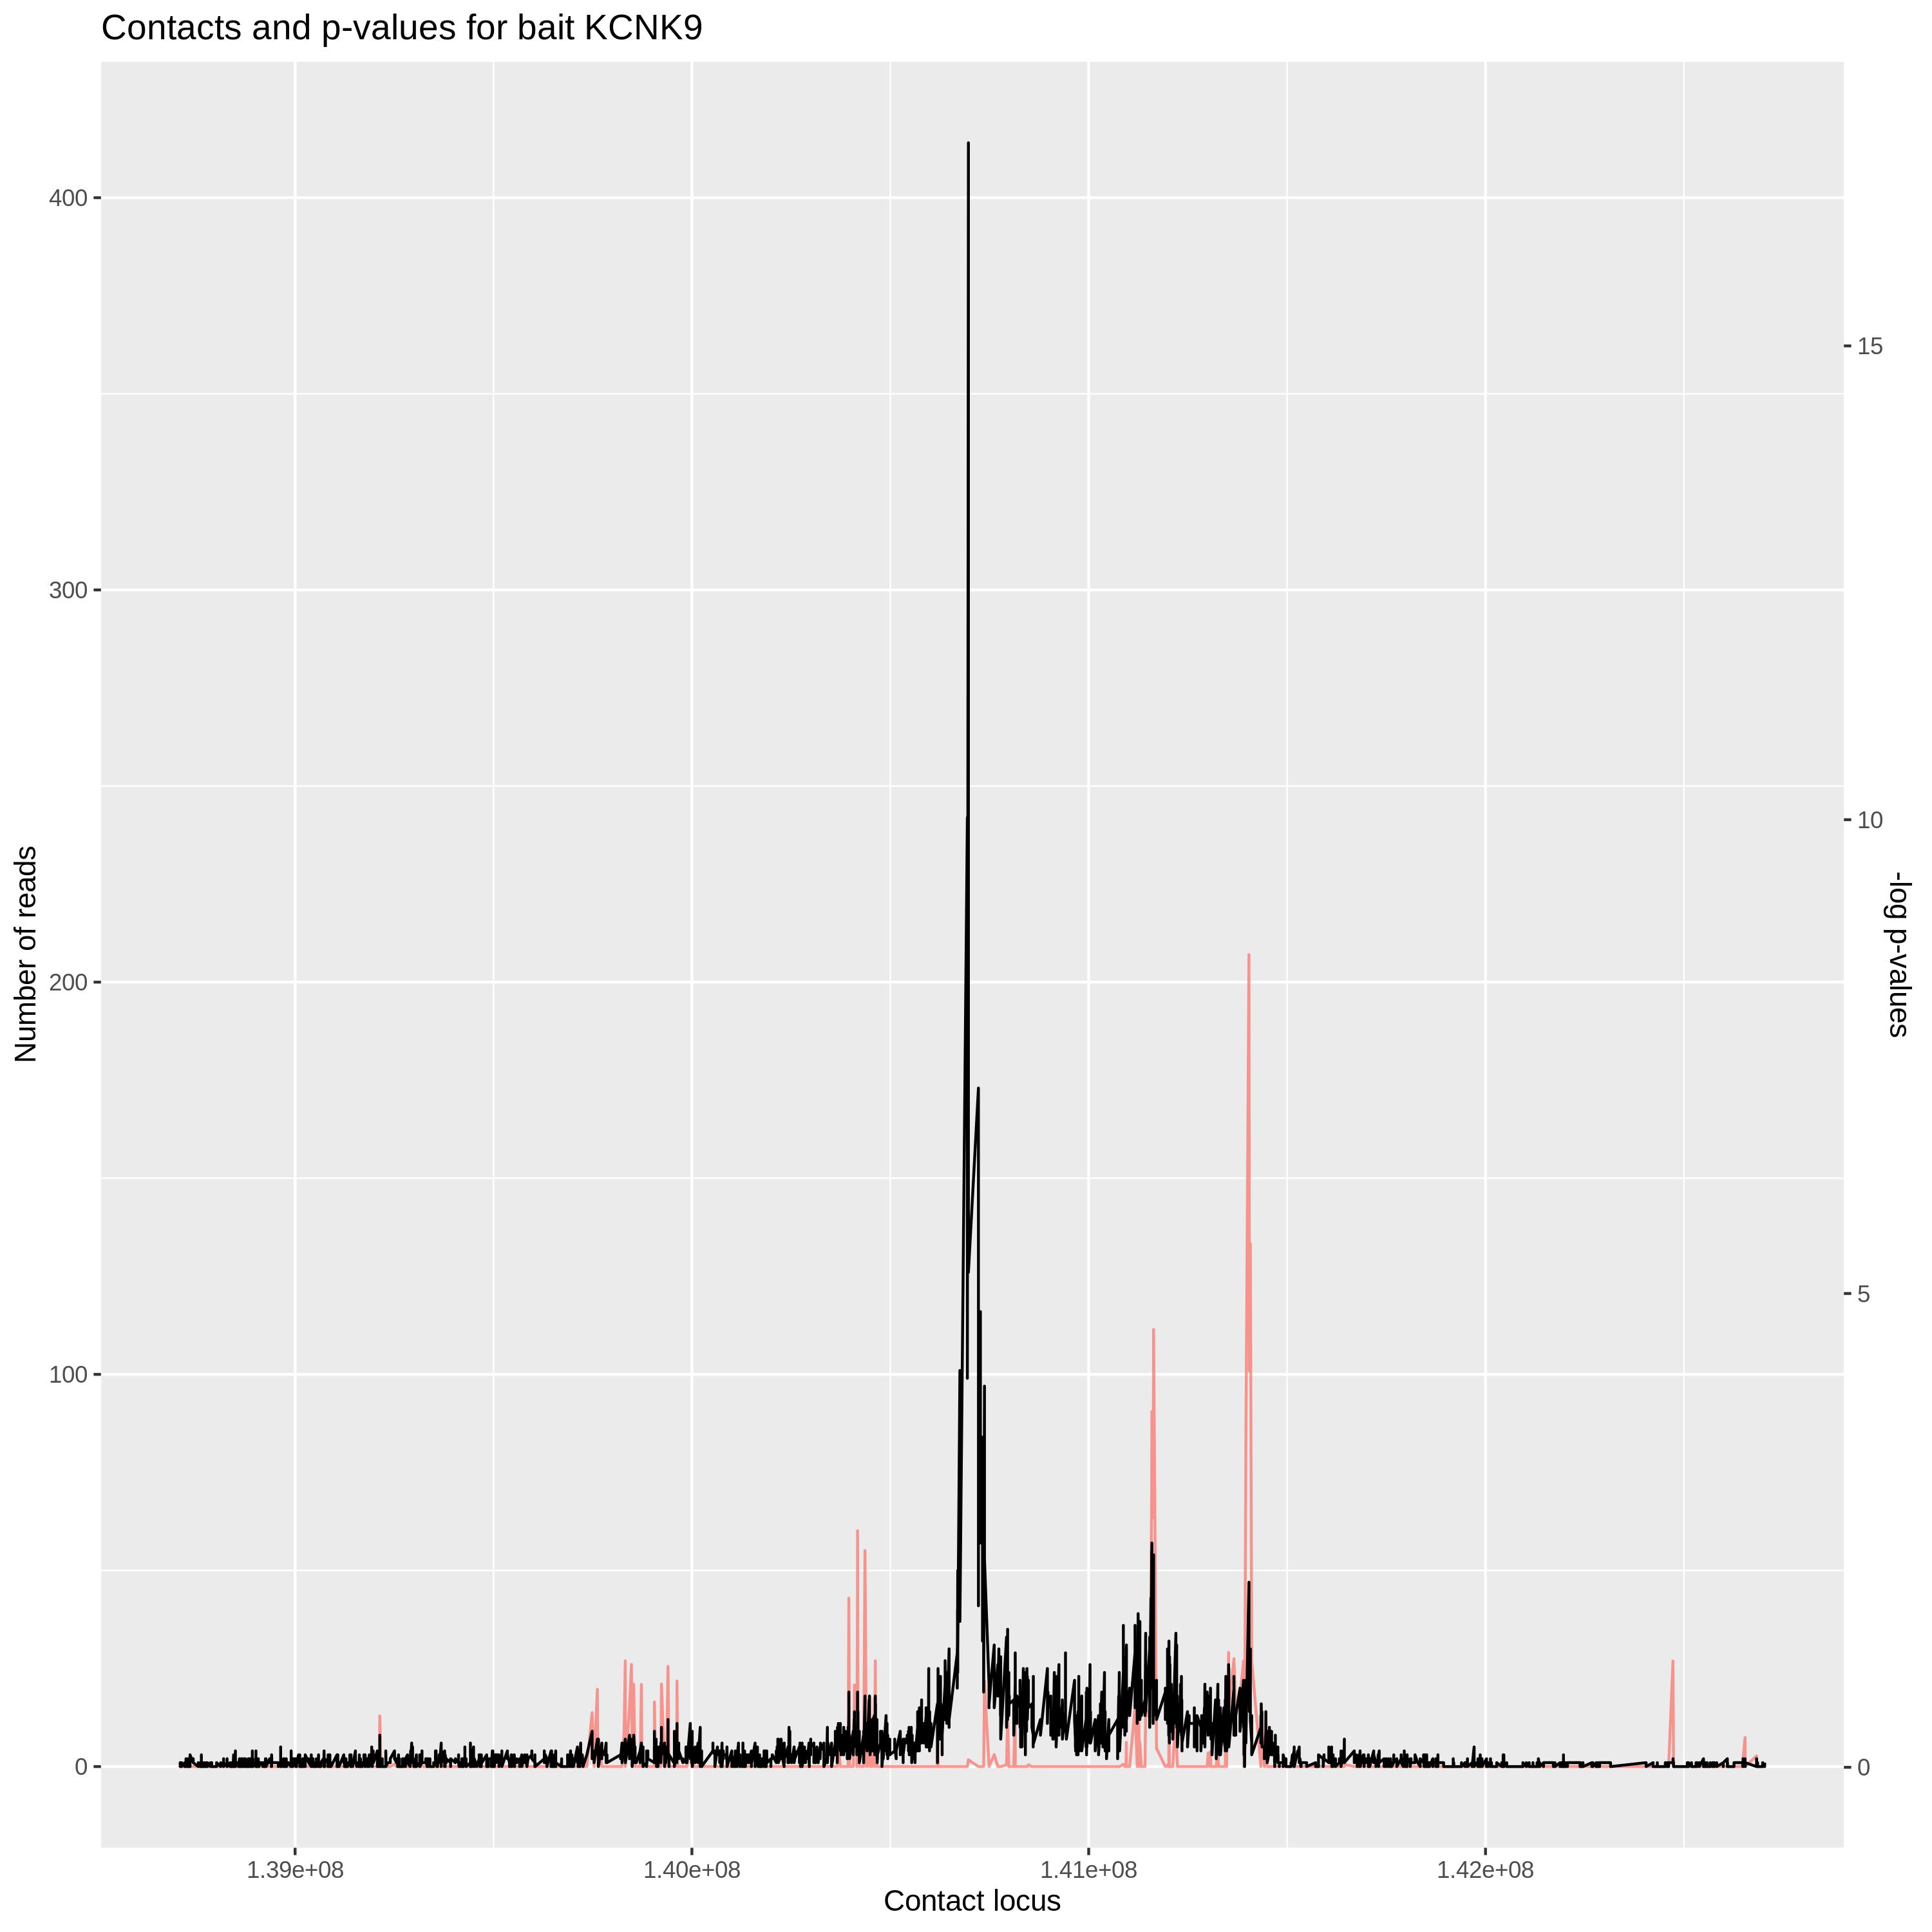 Contacts and p-values for bait KCNK9
400
300
200
100
0
Number of reads
15
10
5
0
-log p-values
1.39e+08
1.40e+08
1.41e+08
1.42e+08
Contact locus